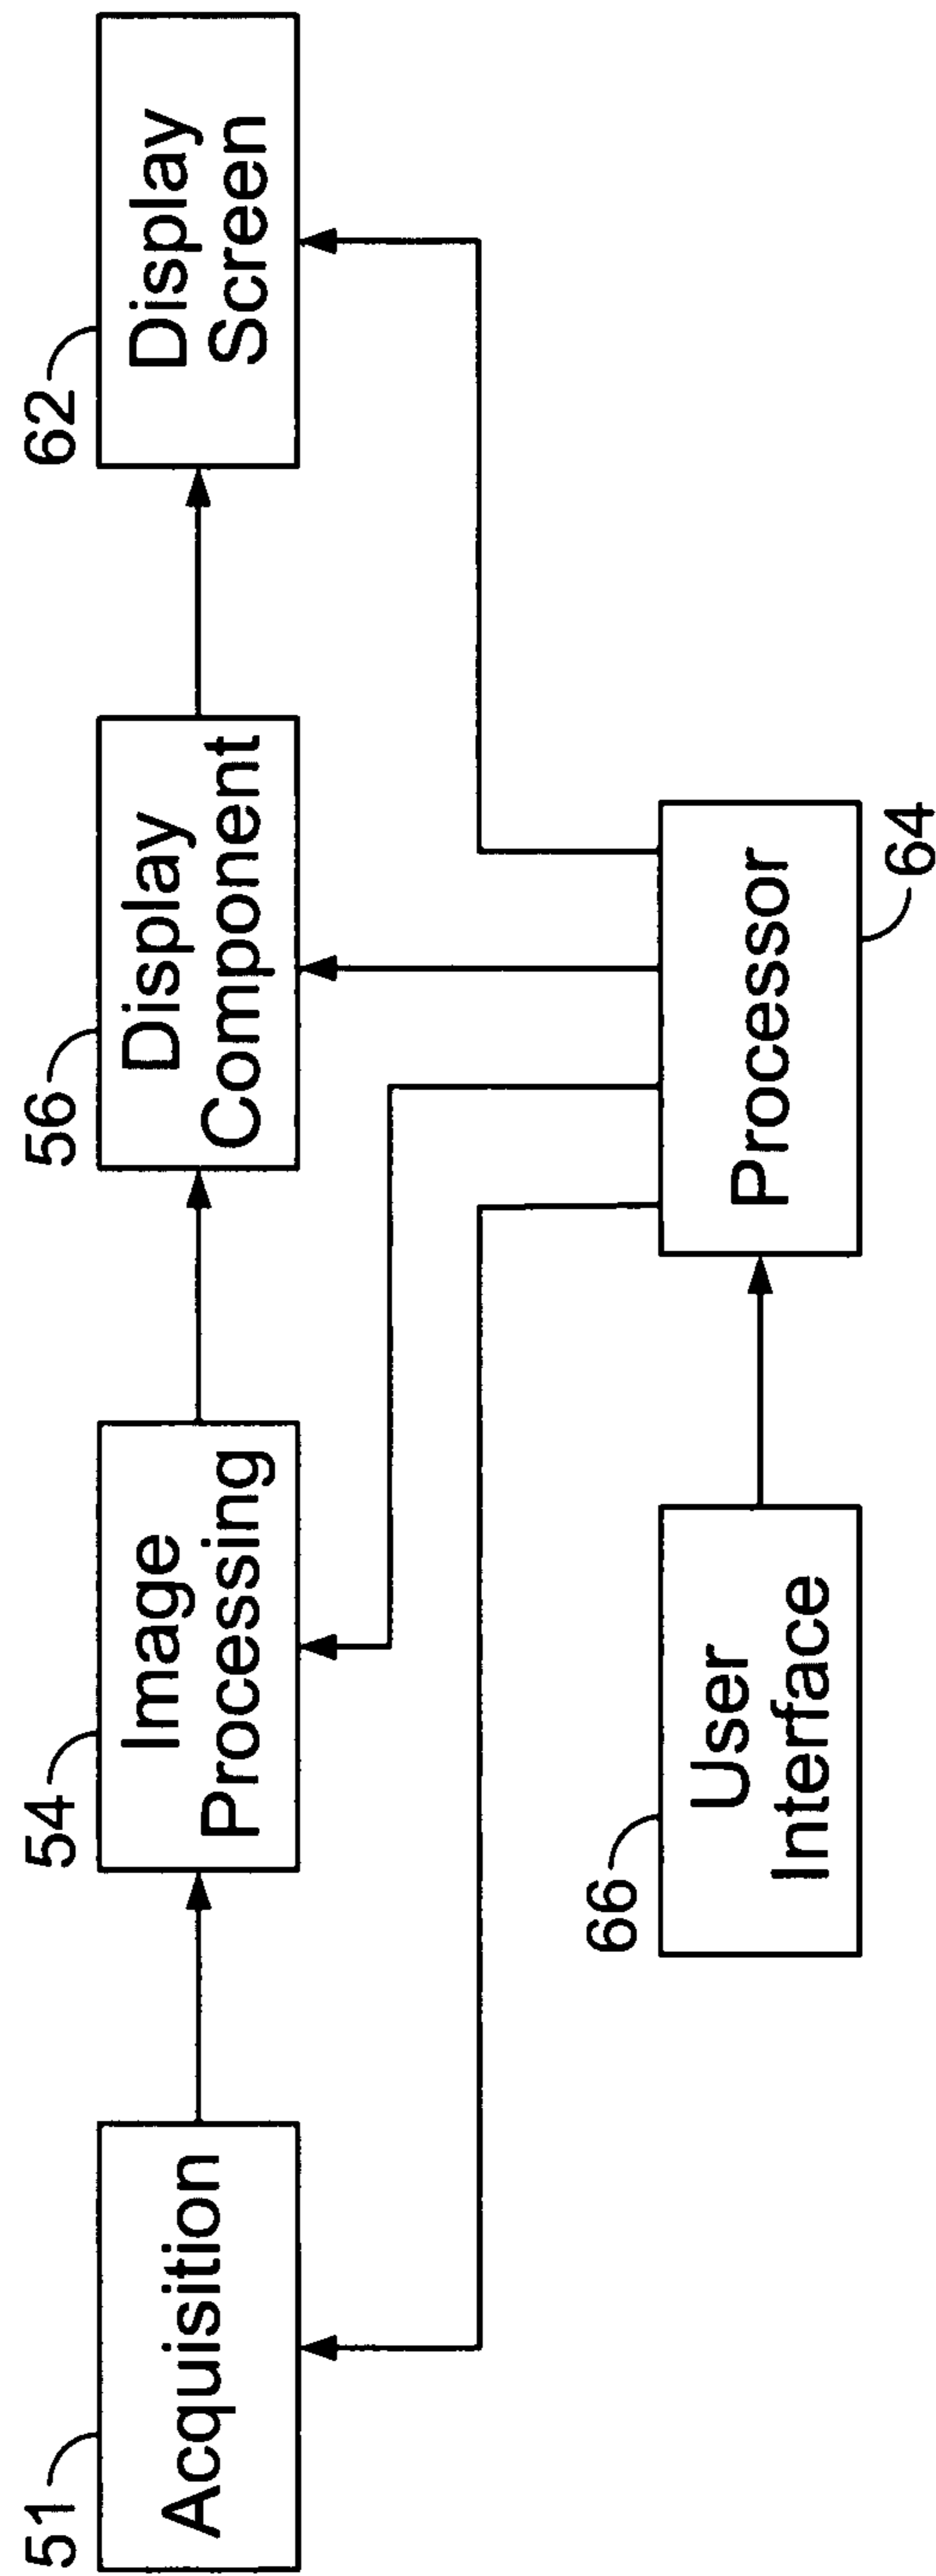 51
Acquisition
54
Image
Processing
56
Display
Component
62
Display
Screen
66
User
Interface
Processor
64